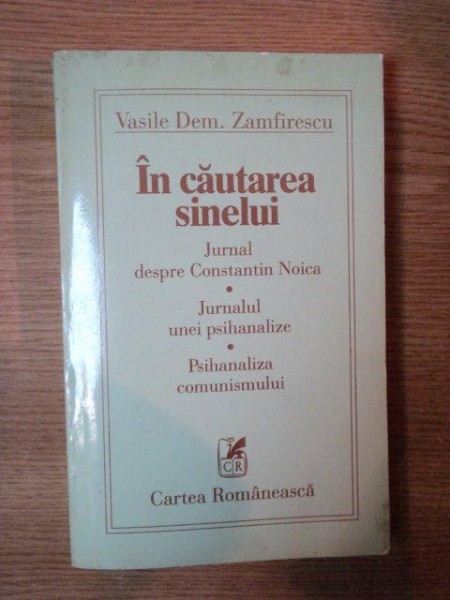 Vasile Dem. Zamfirescu
În căutarea
sinelui
Jurnal
despre Constantin Noica
•
Jurnalul
unei psihanalize
•
Psihanaliza
comunismului
CR
Cartea Românească